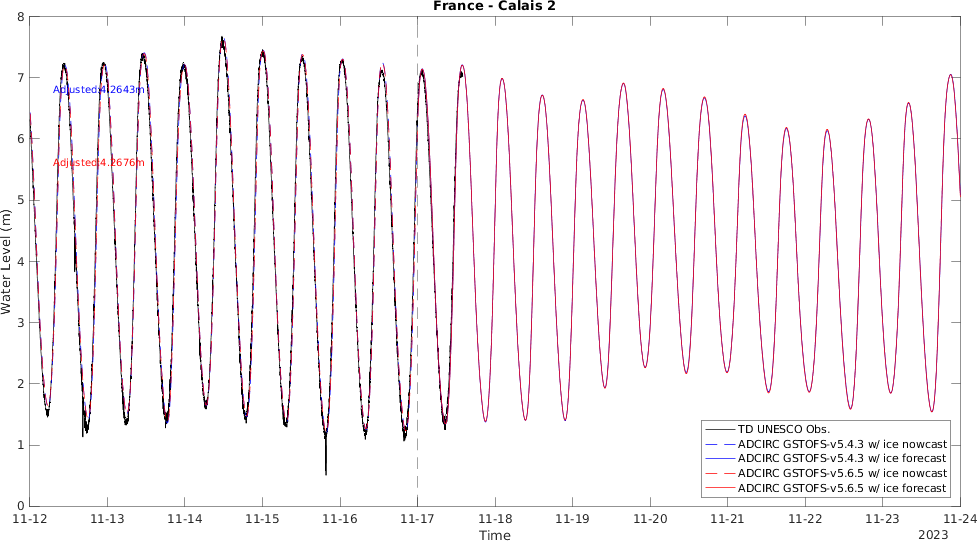 France - Calais 2
8
7
6
5
4
3
2
1
0
Water Level (m)
Adjusted:4.2643m
Adjusted:4.2676m
TD UNESCO Obs.
ADCIRC GSTOFS-v5.4.3 w/ ice nowcast
ADCIRC GSTOFS-v5.4.3 w/ ice forecast
ADCIRC GSTOFS-v5.6.5 w/ ice nowcast
ADCIRC GSTOFS-v5.6.5 w/ ice forecast
11-12 11-13 11-14 11-15 11-16 11-17 11-18 11-19 11-20 11-21 11-22 11-23 11-24
Time
2023